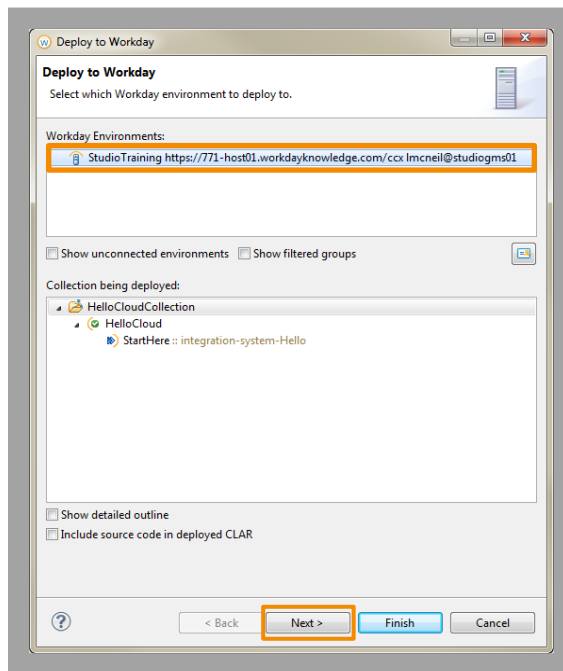 Deploy to Workday
Deploy to Workday
Select which Workday environment to deploy to.
Workday Environments:
StudioTraining https://771-host01.workdayknowledge.com/ccx lmcneil@studiogms01
Show unconnected environments Show filtered groups
Collection being deployed:
HelloCloudCollection
HelloCloud
StartHere :: integration-system-Hello
Show detailed outline
Include source code in deployed CLAR
< Back Next > Finish Cancel